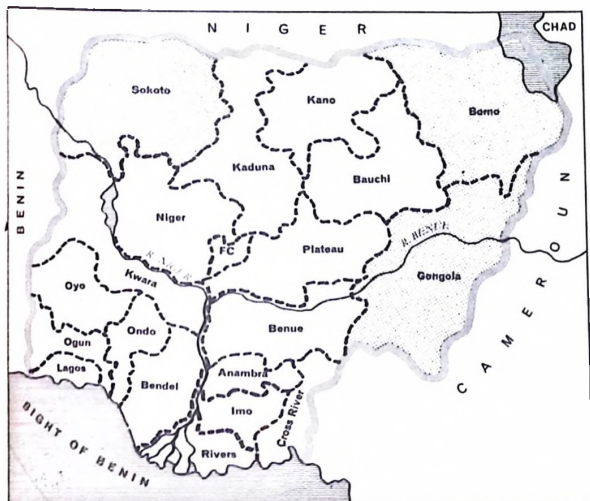 NIGER
CHAD
Sokoto
Kano
Borno
Kaduna
Bauchi
BENIN
Niger
FC
Plateau
R. BENUE
CAMEROUN
R. NIGER
Gongola
Kwara
Oyo
Benue
Ondo
Ogun
Lagos
Anambra
Bendel
Imo
Cross River
Rivers
BIGHT OF BENIN